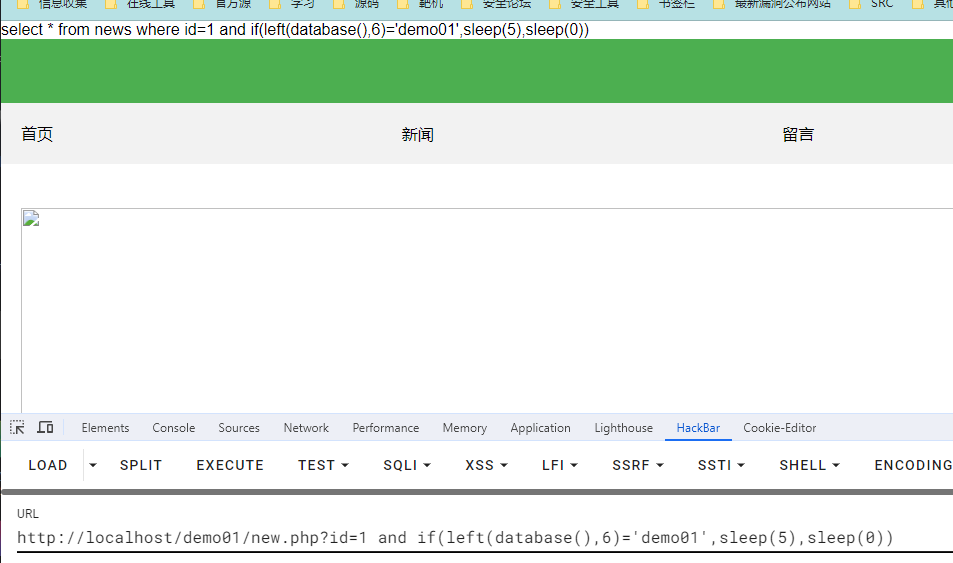 信息收集 在线工具 官方源 学习 源码 靶机 安全论坛 安全工具 书签栏 最新漏洞公布网站 SRC 其他
select * from news where id=1 and if(left(database(),6)='demo01',sleep(5),sleep(0))
首页 新闻 留言
Elements Console Sources Network Performance Memory Application Lighthouse HackBar Cookie-Editor
LOAD SPLIT EXECUTE TEST SQLI XSS LFI SSRF SSTI SHELL ENCODING
URL
http://localhost/demo01/new.php?id=1 and if(left(database(),6)='demo01',sleep(5),sleep(0))